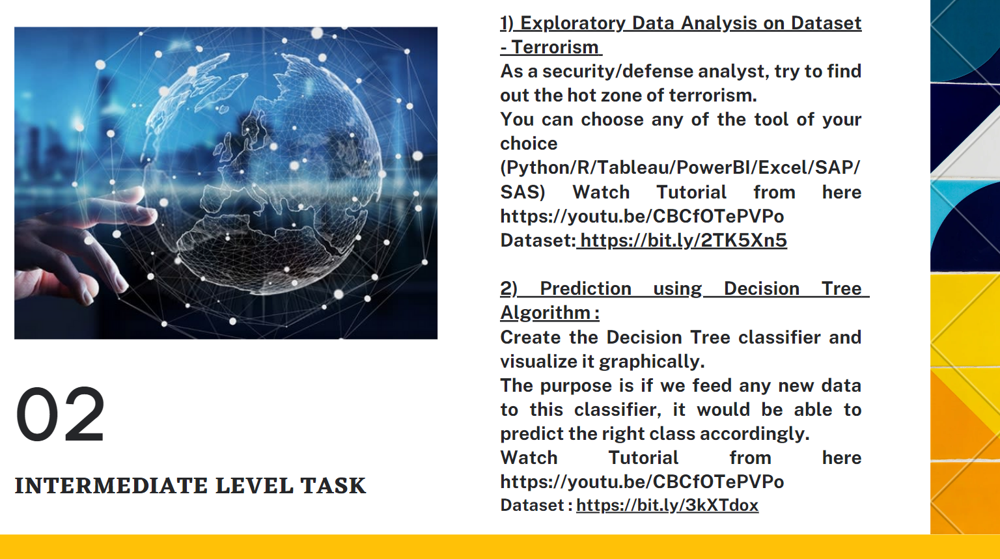 1) Exploratory Data Analysis on Dataset
- Terrorism
As a security/defense analyst, try to find
out the hot zone of terrorism.
You can choose any of the tool of your
choice
(Python/R/Tableau/PowerBI/Excel/SAP/
SAS) Watch Tutorial from here
https://youtu.be/CBCfOTePVPo
Dataset: https://bit.ly/2TK5Xn5
2) Prediction using Decision Tree
Algorithm :
Create the Decision Tree classifier and
visualize it graphically.
The purpose is if we feed any new data
to this classifier, it would be able to
predict the right class accordingly.
Watch Tutorial from here
https://youtu.be/CBCfOTePVPo
Dataset : https://bit.ly/3kXTdox
02
INTERMEDIATE LEVEL TASK